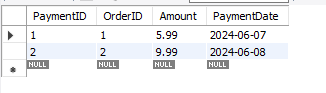 PaymentID OrderID Amount PaymentDate
1 1 5.99 2024-06-07
2 2 9.99 2024-06-08
NULL NULL NULL NULL